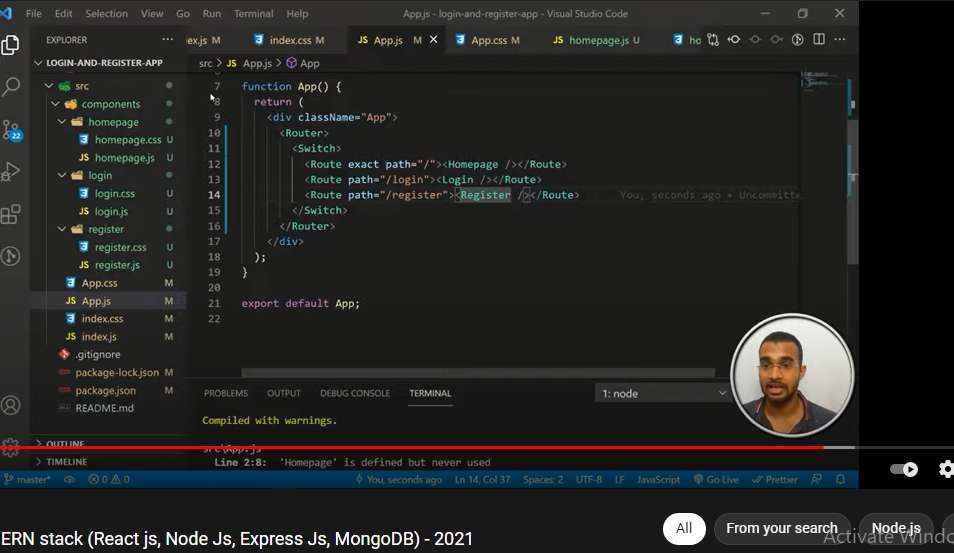 File Edit Selection View Go Run Terminal Help App.js - login-and-register-app - Visual Studio Code
EXPLORER
ex.js M index.css M App.js M App.css M homepage.js U ho
LOGIN-AND-REGISTER-APP
src
components
homepage
homepage.css U
homepage.js U
login
login.css U
login.js U
register
register.css U
register.js U
App.css M
App.js M
index.css M
index.js M
.gitignore
package-lock.json M
package.json M
README.md
OUTLINE
TIMELINE
22
src > JS App.js > App
7 function App() {
8 return (
9 <div className="App">
10 <Router>
11 <Switch>
12 <Route exact path="/"><Homepage /></Route>
13 <Route path="/login"><Login /></Route>
14 <Route path="/register"><Register /></Route> You, seconds ago • Uncommitte
15 </Switch>
16 </Router>
17 </div>
18 );
19 }
20
21 export default App;
22
PROBLEMS OUTPUT DEBUG CONSOLE TERMINAL 1: node
Compiled with warnings.
src\App.js
Line 2:8: 'Homepage' is defined but never used
master* 0 0 You, seconds ago Ln 14, Col 37 Spaces: 2 UTF-8 LF JavaScript Go Live Prettier
ERN stack (React js, Node Js, Express Js, MongoDB) - 2021
All From your search Node.js
Activate Windo